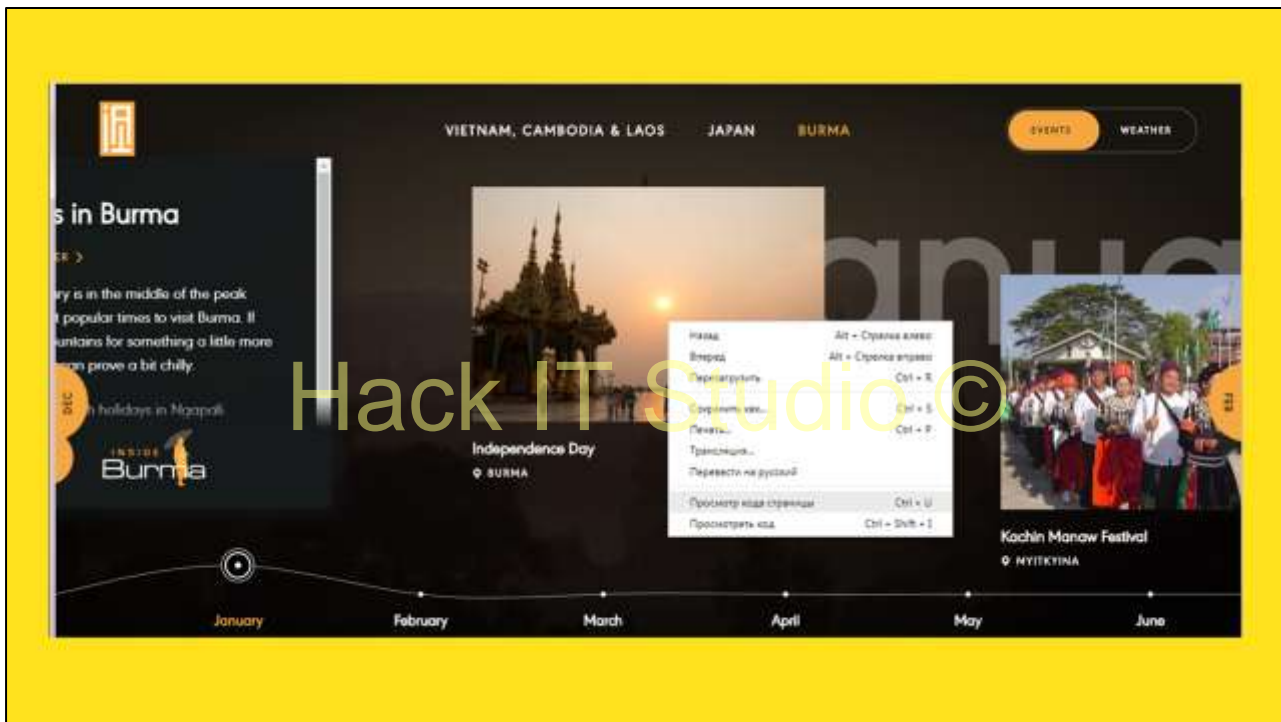 VIETNAM, CAMBODIA & LAOS JAPAN BURMA
EVENTS WEATHER
s in Burma
ER
ry is in the middle of the peak
t popular times to visit Burma. If
untains for something a little more
an prove a bit chilly.
h holidays in Ngapali
DEC
INSIDE
Burma
anua
Independence Day
BURMA
Назад Alt + Стрелка влево
Вперед Alt + Стрелка вправо
Перезагрузить Ctrl + R
Сохранить как... Ctrl + S
Печать... Ctrl + P
Трансляция...
Перевести на русский
Просмотр кода страницы Ctrl + U
Просмотреть код Ctrl + Shift + I
Hack IT Studio ©
FEB
Kachin Manaw Festival
MYITKYINA
January February March April May June